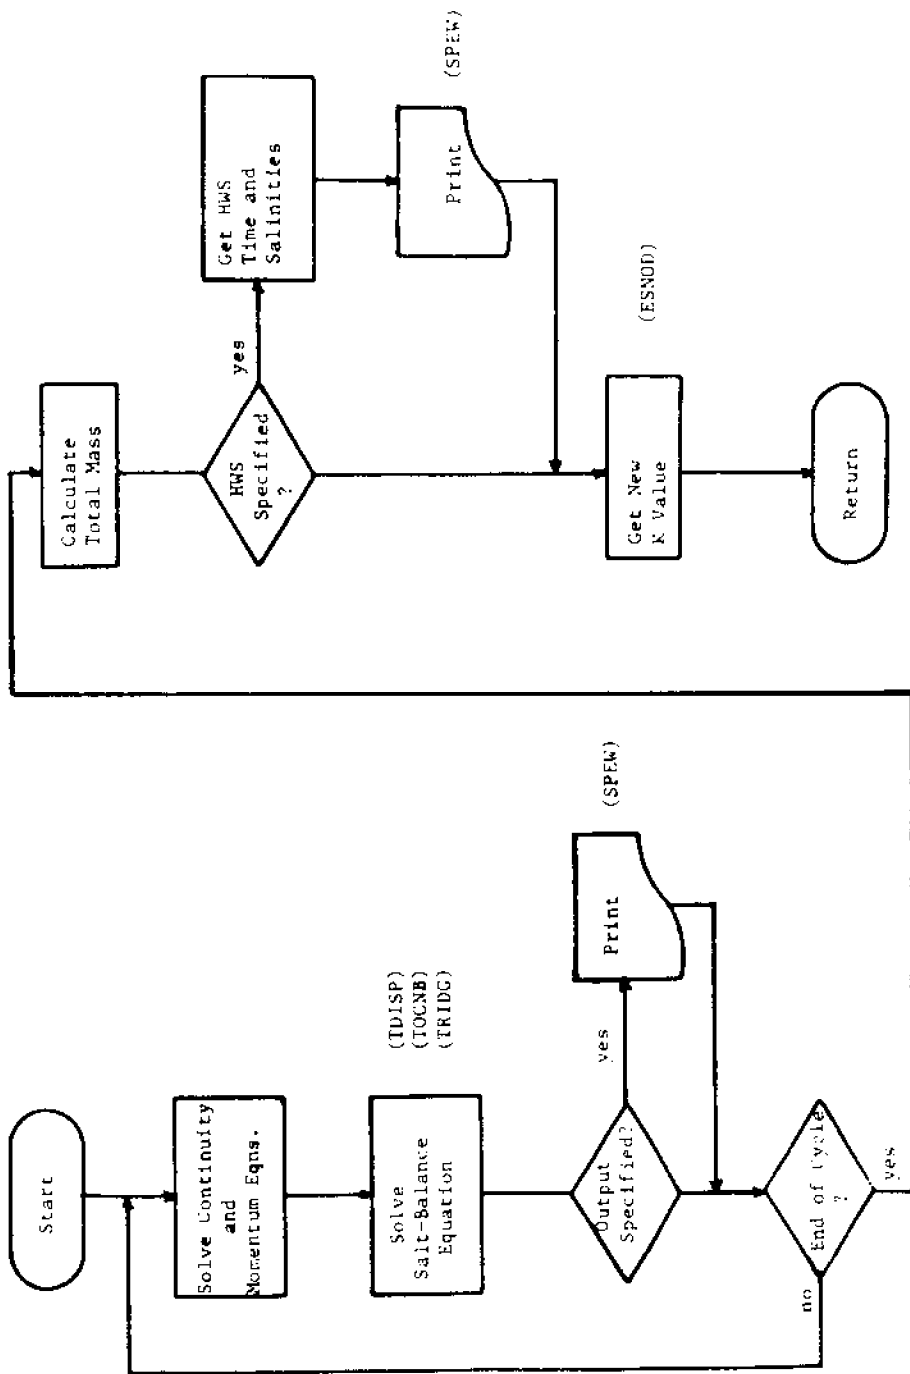 Start
Solve Continuity
and
Momentum Eqns.
Solve
Salt-Balance
Equation
(TDISP)
(TOCNB)
(TRIDG)
Output
Specified?
yes
Print
(SPEW)
End of Cycle
?
no
yes
Calculate
Total Mass
HWS
Specified
?
yes
Get HWS
Time and
Salinities
Print
(SPEW)
Get New
K Value
(ESNOD)
Return